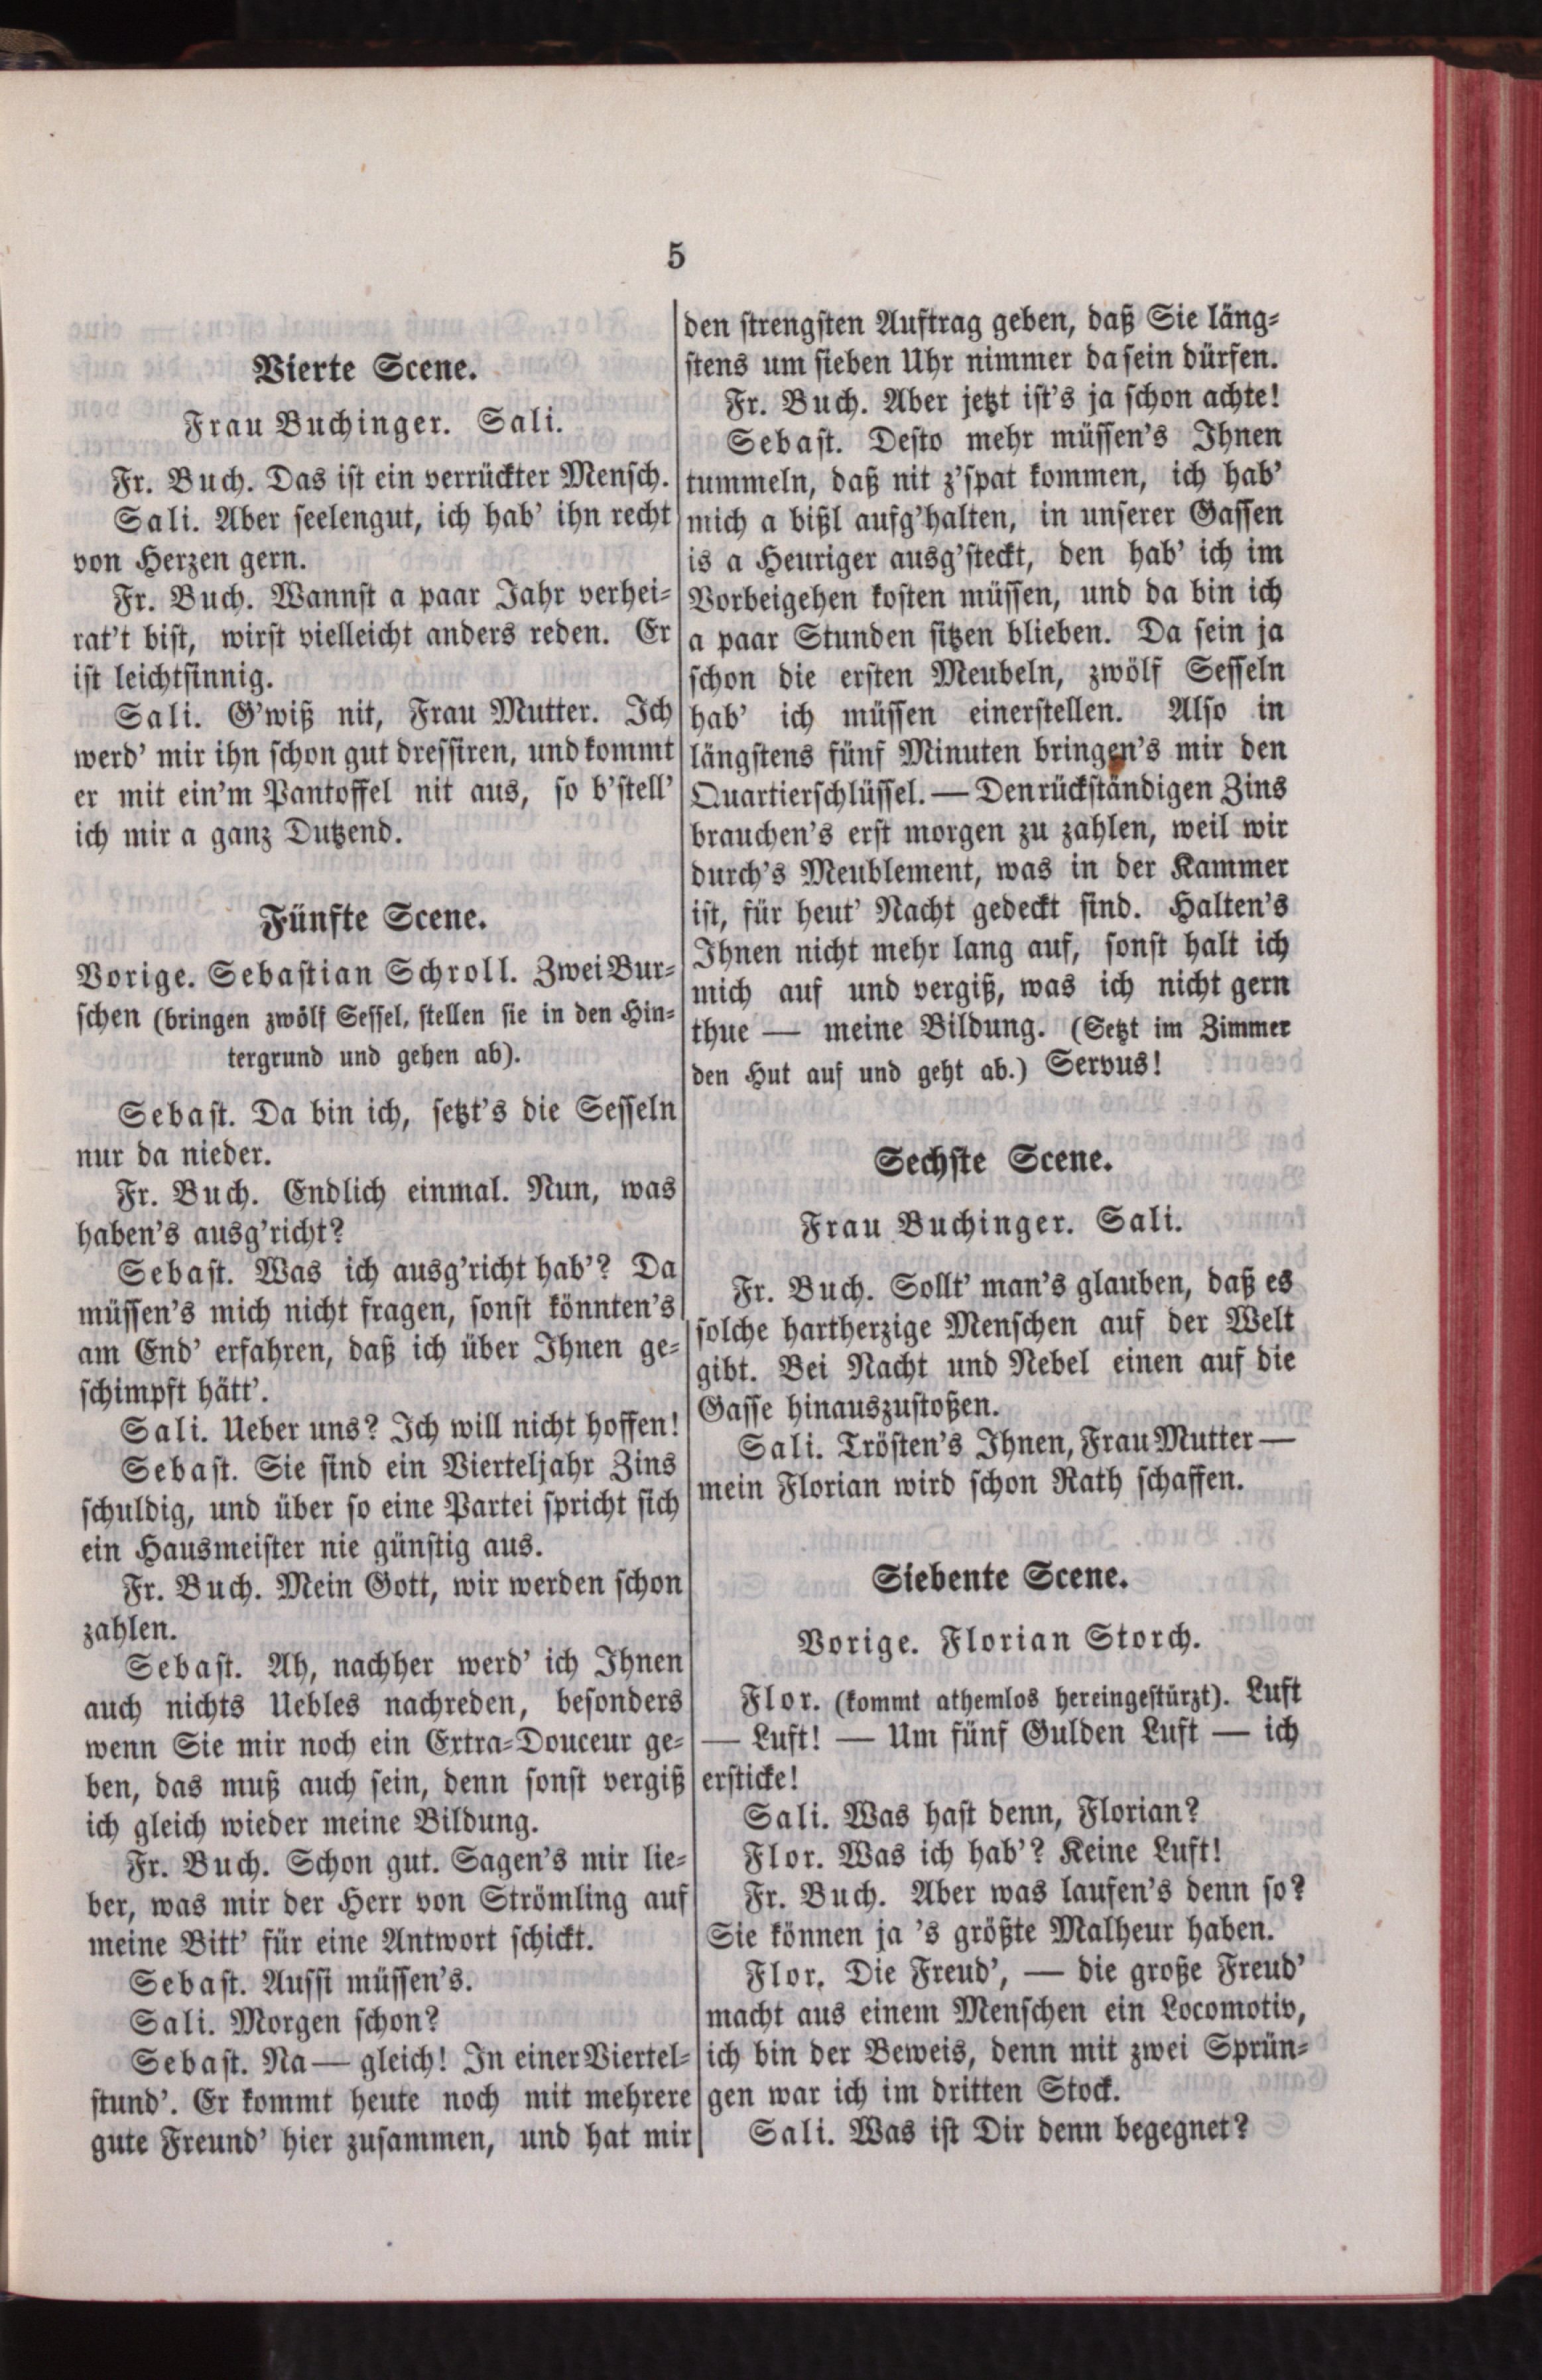 5
Vierte Scene.
Frau Buchinger. Sali.
Fr. Buch. Das ist ein verrückter Mensch.
Sali. Aber seelengut, ich hab' ihn recht
von Herzen gern.
Fr. Buch. Wannst a paar Jahr verhei-
rat't bist, wirst vielleicht anders reden. Er
ist leichtsinnig.
Sali. G'wiß nit, Frau Mutter. Ich
werd' mir ihn schon gut dressiren, und kommt
er mit ein'm Pantoffel nit aus, so b'stell'
ich mir a ganz Dutzend.
Fünfte Scene.
Vorige. Sebastian Schroll. Zwei Bur-
schen (bringen zwölf Sessel, stellen sie in den Hin-
tergrund und gehen ab).
Sebast. Da bin ich, setzt's die Sesseln
nur da nieder.
Fr. Buch. Endlich einmal. Nun, was
haben's ausg'richt?
Sebast. Was ich ausg'richt hab'? Da
müssen's mich nicht fragen, sonst könnten's
am End' erfahren, daß ich über Ihnen ge-
schimpft hätt'.
Sali. Ueber uns? Ich will nicht hoffen!
Sebast. Sie sind ein Vierteljahr Zins
schuldig, und über so eine Partei spricht sich
ein Hausmeister nie günstig aus.
Fr. Buch. Mein Gott, wir werden schon
zahlen.
Sebast. Ah, nachher werd' ich Ihnen
auch nichts Uebles nachreden, besonders
wenn Sie mir noch ein Extra-Douceur ge-
ben, das muß auch sein, denn sonst vergiß
ich gleich wieder meine Bildung.
Fr. Buch. Schon gut. Sagen's mir lie-
ber, was mir der Herr von Strömling auf
meine Bitt' für eine Antwort schickt.
Sebast. Aussi müssen's.
Sali. Morgen schon?
Sebast. Na — gleich! In einer Viertel-
stund'. Er kommt heute noch mit mehrere
gute Freund' hier zusammen, und hat mir
den strengsten Auftrag geben, daß Sie läng-
stens um sieben Uhr nimmer da sein dürfen.
Fr. Buch. Aber jetzt ist's ja schon achte!
Sebast. Desto mehr müssen's Ihnen
tummeln, daß nit z'spat kommen, ich hab'
mich a bißl aufg'halten, in unserer Gassen
is a Heuriger ausg'steckt, den hab' ich im
Vorbeigehen kosten müssen, und da bin ich
a paar Stunden sitzen blieben. Da sein ja
schon die ersten Meubeln, zwölf Sesseln
hab' ich müssen einerstellen. Also in
längstens fünf Minuten bringen's mir den
Quartierschlüssel. — Den rückständigen Zins
brauchen's erst morgen zu zahlen, weil wir
durch's Meublement, was in der Kammer
ist, für heut' Nacht gedeckt sind. Halten's
Ihnen nicht mehr lang auf, sonst halt ich
mich auf und vergiß, was ich nicht gern
thue — meine Bildung. (Setzt im Zimmer
den Hut auf und geht ab.) Servus!
Sechste Scene.
Frau Buchinger. Sali.
Fr. Buch. Sollt' man's glauben, daß es
solche hartherzige Menschen auf der Welt
gibt. Bei Nacht und Nebel einen auf die
Gasse hinauszustoßen.
Sali. Trösten's Ihnen, Frau Mutter —
mein Florian wird schon Rath schaffen.
Siebente Scene.
Vorige. Florian Storch.
Flor. (kommt athemlos hereingestürzt). Luft
— Luft! — Um fünf Gulden Luft — ich
ersticke!
Sali. Was hast denn, Florian?
Flor. Was ich hab'? Keine Luft!
Fr. Buch. Aber was laufen's denn so?
Sie können ja 's größte Malheur haben.
Flor. Die Freud', — die große Freud'
macht aus einem Menschen ein Locomotiv,
ich bin der Beweis, denn mit zwei Sprün-
gen war ich im dritten Stock.
Sali. Was ist Dir denn begegnet?